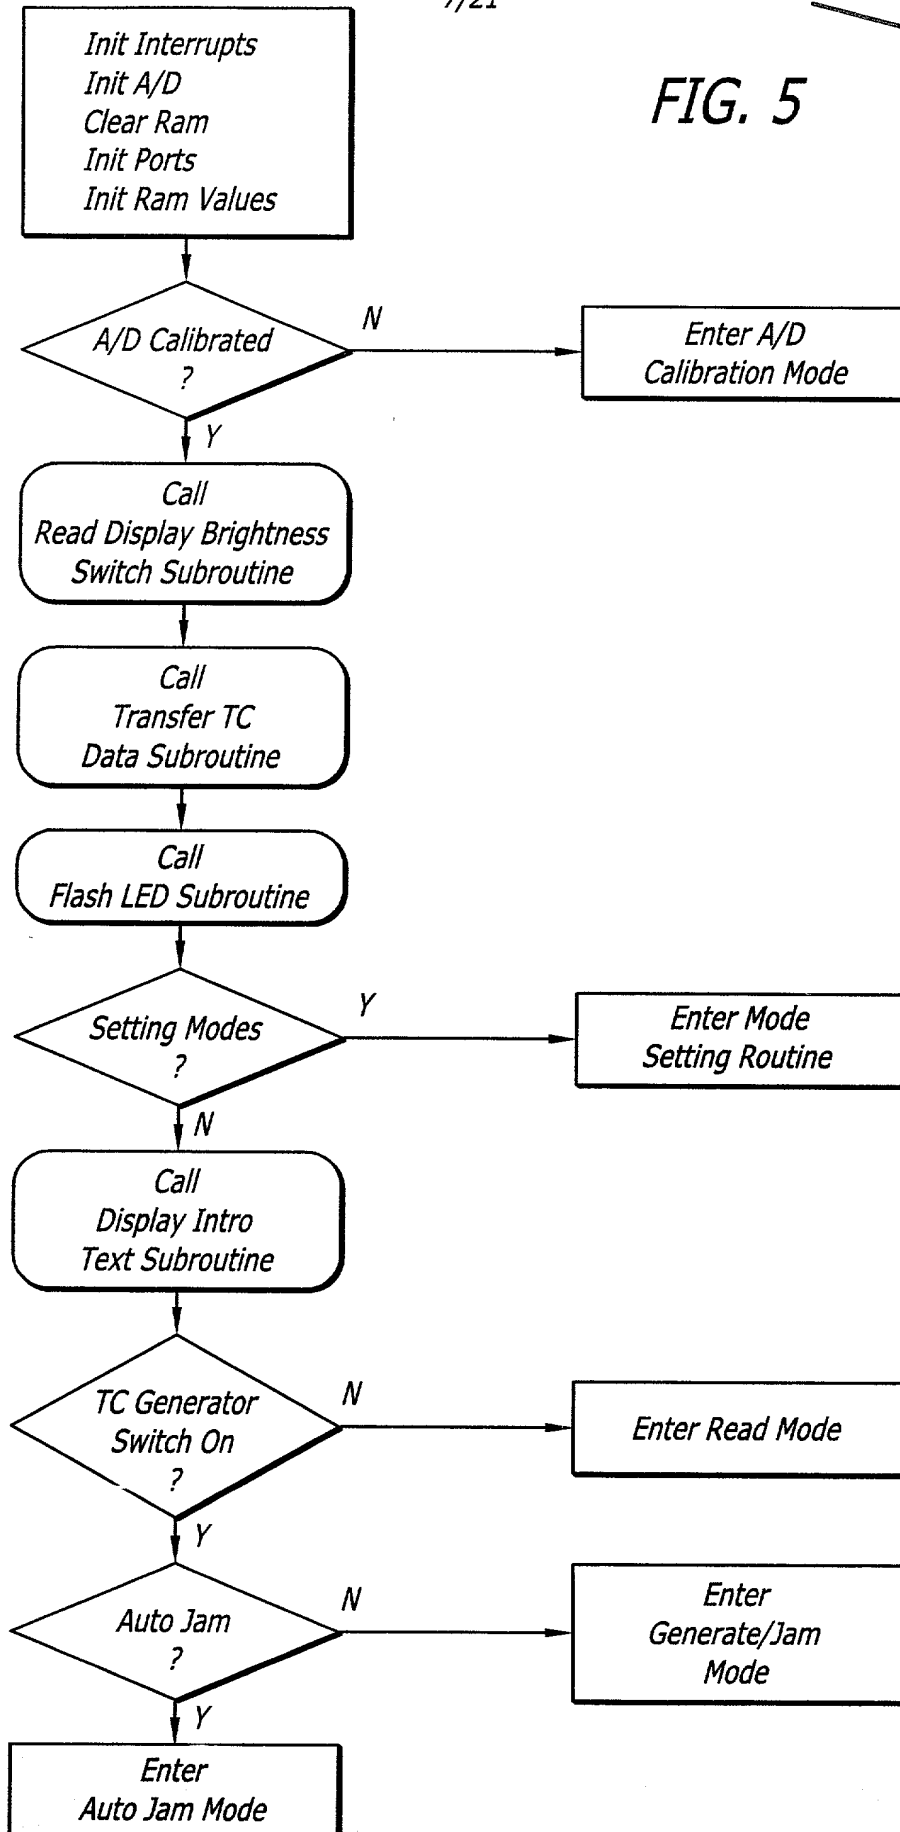 7/21
FIG. 5
Init Interrupts
Init A/D
Clear Ram
Init Ports
Init Ram Values
A/D Calibrated
?
N
Enter A/D
Calibration Mode
Y
Call
Read Display Brightness
Switch Subroutine
Call
Transfer TC
Data Subroutine
Call
Flash LED Subroutine
Setting Modes
?
Y
Enter Mode
Setting Routine
N
Call
Display Intro
Text Subroutine
TC Generator
Switch On
?
N
Enter Read Mode
Y
Auto Jam
?
N
Enter
Generate/Jam
Mode
Y
Enter
Auto Jam Mode